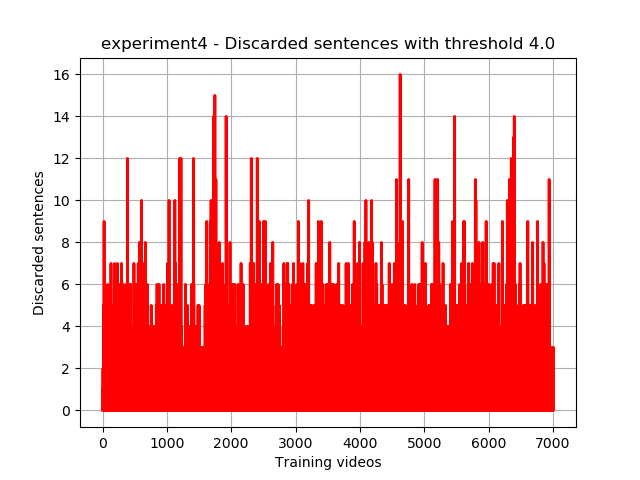 experiment4 - Discarded sentences with threshold 4.0
16
14
12
10
8
6
4
2
0
Discarded sentences
0 1000 2000 3000 4000 5000 6000 7000
Training videos